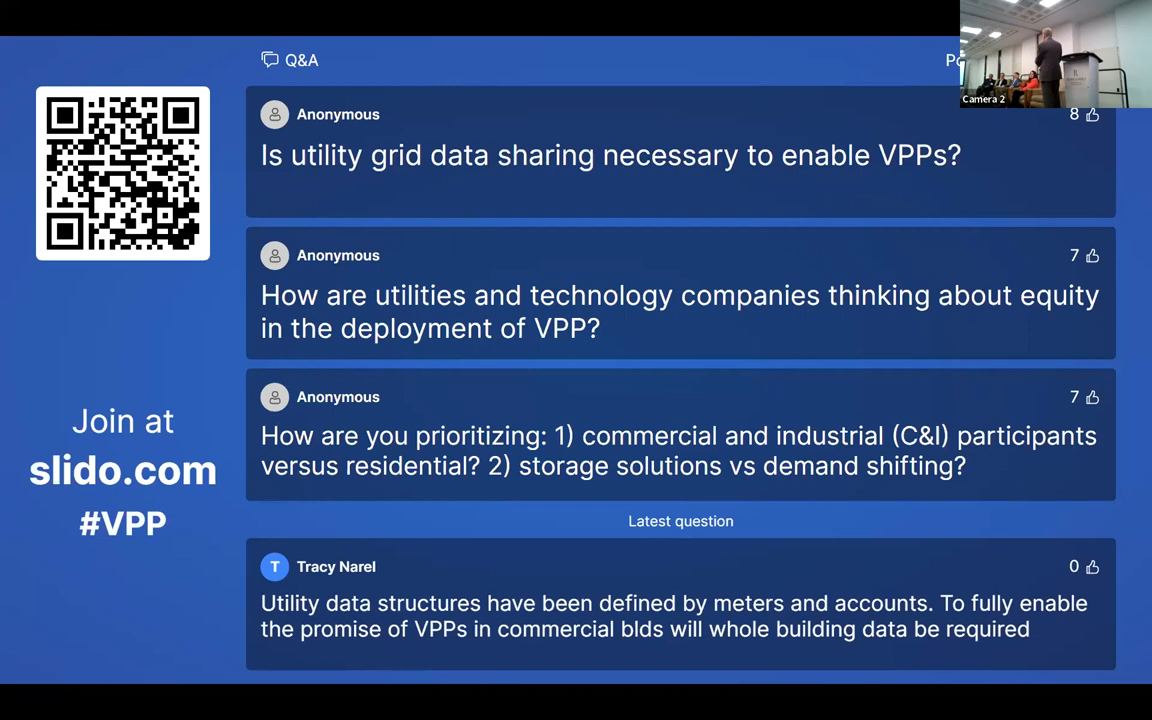 Q&A
Camera 2
Anonymous
8
Is utility grid data sharing necessary to enable VPPs?
Anonymous
7
How are utilities and technology companies thinking about equity
in the deployment of VPP?
Anonymous
7
How are you prioritizing: 1) commercial and industrial (C&I) participants
versus residential? 2) storage solutions vs demand shifting?
Join at
slido.com
#VPP
Latest question
T
Tracy Narel
0
Utility data structures have been defined by meters and accounts. To fully enable
the promise of VPPs in commercial blds will whole building data be required